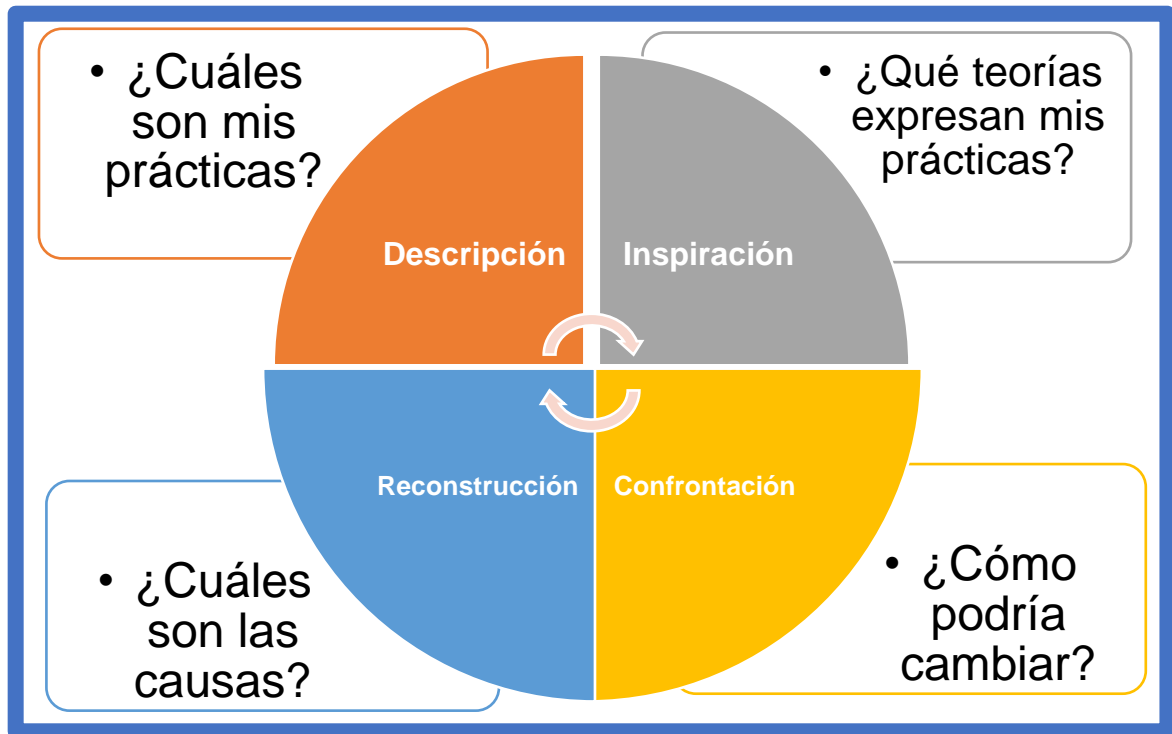 • ¿Cuáles
son mis
prácticas?
• ¿Qué teorías
expresan mis
prácticas?
Descripción
Inspiración
Reconstrucción
Confrontación
• ¿Cuáles
son las
causas?
• ¿Cómo
podría
cambiar?